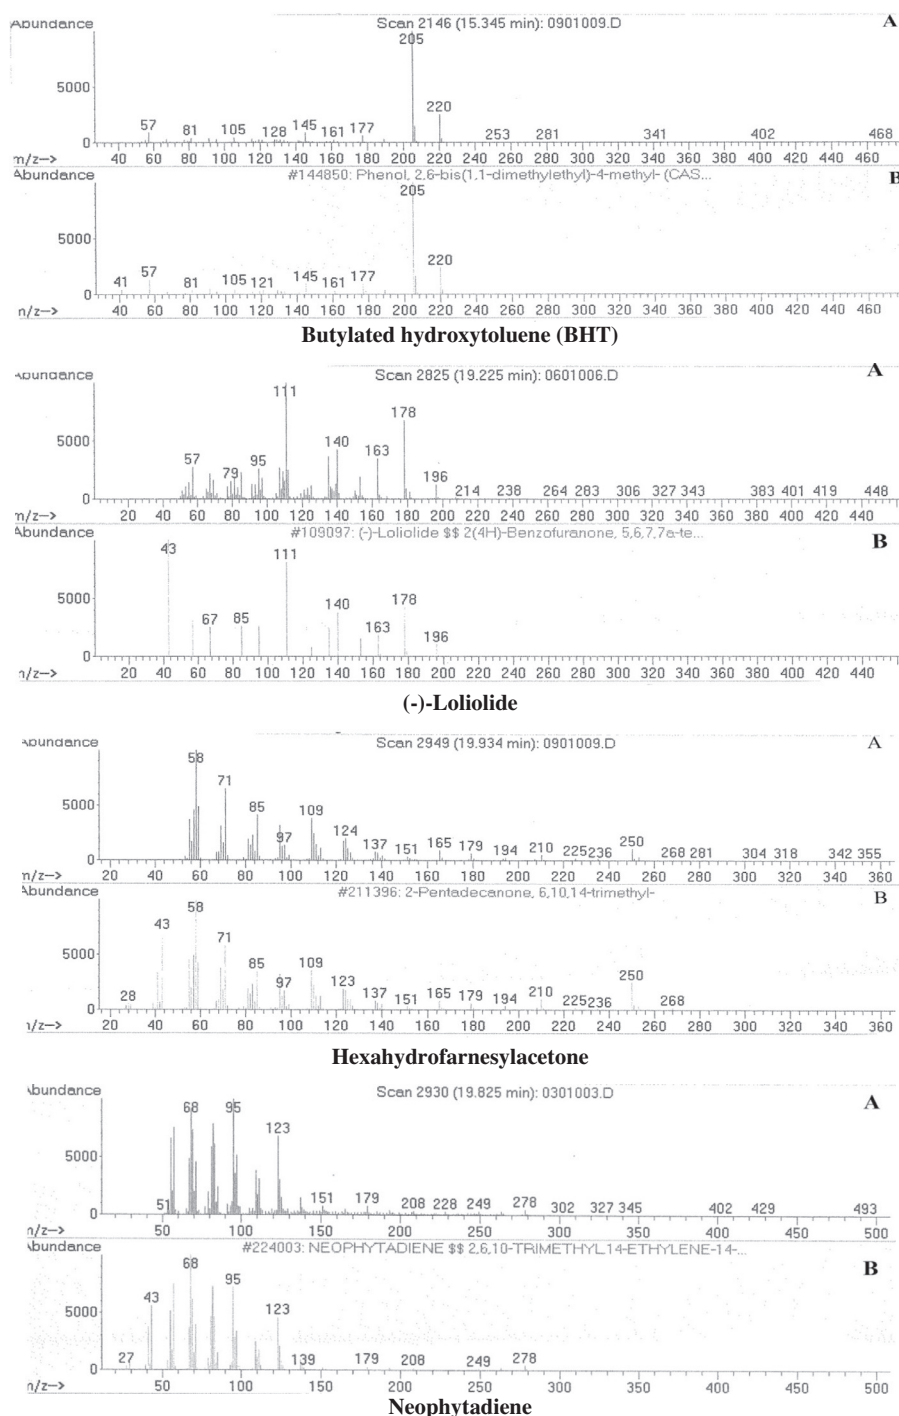 Abundance Scan 2146 (15.345 min): 0901009.D A
205
5000
57 81 105 128 145 161 177 220 253 281 341 402 468
0
m/z--> 40 60 80 100 120 140 160 180 200 220 240 260 280 300 320 340 360 380 400 420 440 460
Abundance #144850: Phenol, 2,6-bis(1,1-dimethylethyl)-4-methyl- (CAS... B
205
5000
41 57 81 105 121 145 161 177 220
0
n/z--> 40 60 80 100 120 140 160 180 200 220 240 260 280 300 320 340 360 380 400 420 440 460
Butylated hydroxytoluene (BHT)
bundance Scan 2825 (19.225 min): 0601006.D A
111
5000
57 79 95 140 163 178 196 214 238 264 283 306 327 343 383 401 419 448
0
m/z--> 20 40 60 80 100 120 140 160 180 200 220 240 260 280 300 320 340 360 380 400 420 440
Abundance #109097: (-)-Loliolide $$ 2(4H)-Benzofuranone, 5,6,7,7a-te... B
43 111
5000
67 85 140 163 178 196
0
n/z--> 20 40 60 80 100 120 140 160 180 200 220 240 260 280 300 320 340 360 380 400 420 440
(-)-Loliolide
bundance Scan 2949 (19.934 min): 0901009.D A
58
5000
71 85 97 109 124 137 151 165 179 194 210 225 236 250 268 281 304 318 342 355
0
m/z--> 20 40 60 80 100 120 140 160 180 200 220 240 260 280 300 320 340 360
Abundance #211396: 2-Pentadecanone, 6,10,14-trimethyl- B
58
5000
28 43 71 85 97 109 123 137 151 165 179 194 210 225 236 250 268
0
m/z--> 20 40 60 80 100 120 140 160 180 200 220 240 260 280 300 320 340 360
Hexahydrofarnesylacetone
bundance Scan 2930 (19.825 min): 0301003.D A
68 95
5000
51 123 151 179 208 228 249 278 302 327 345 402 429 493
0
m/z--> 50 100 150 200 250 300 350 400 450 500
Abundance #224003: NEOPHYTADIENE $$ 2,6,10-TRIMETHYL,14-ETHYLENE-14-... B
68
5000
27 43 95 123 139 179 208 249 278
0
m/z--> 50 100 150 200 250 300 350 400 450 500
Neophytadiene